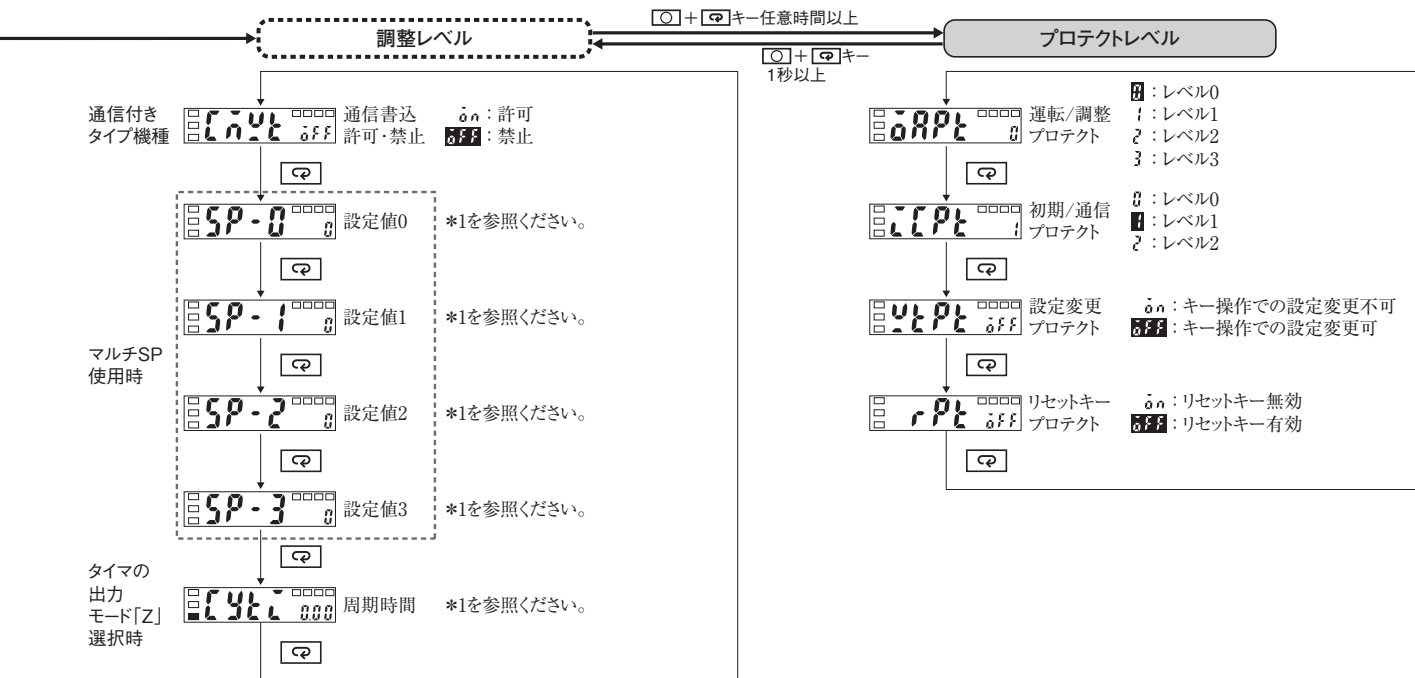 調整レベル
キー任意時間以上
キー
1秒以上
プロテクトレベル
通信付き
タイプ機種
通信書込
許可・禁止
on：許可
oFF：禁止
マルチSP
使用時
SP-0 0 設定値0 *1を参照ください。
SP-1 0 設定値1 *1を参照ください。
SP-2 0 設定値2 *1を参照ください。
SP-3 0 設定値3 *1を参照ください。
タイマの
出力
モード「Z」
選択時
0.00 周期時間 *1を参照ください。
運転/調整
プロテクト
0：レベル0
1：レベル1
2：レベル2
3：レベル3
初期/通信
プロテクト
0：レベル0
1：レベル1
2：レベル2
設定変更
プロテクト
on：キー操作での設定変更不可
oFF：キー操作での設定変更可
リセットキー
プロテクト
on：リセットキー無効
oFF：リセットキー有効